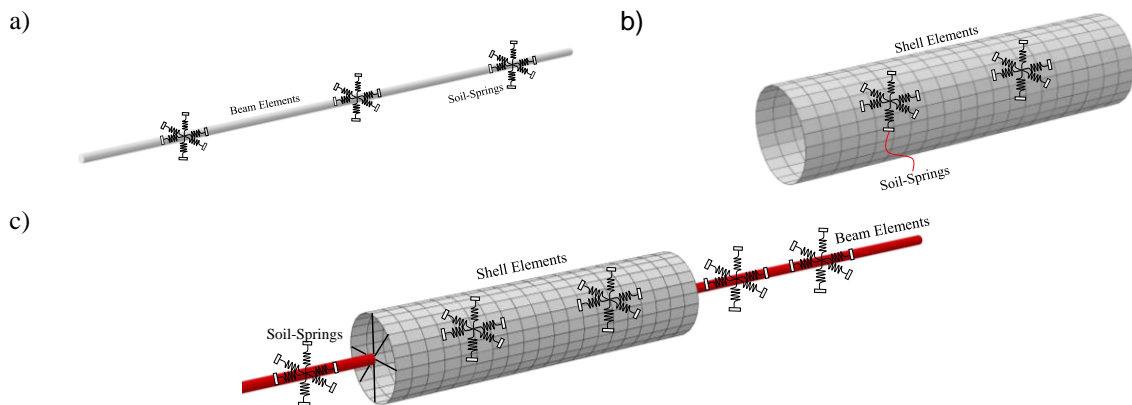 a)
Beam Elements
Soil-Springs
b)
Shell Elements
Soil-Springs
c)
Soil-Springs
Shell Elements
Beam Elements